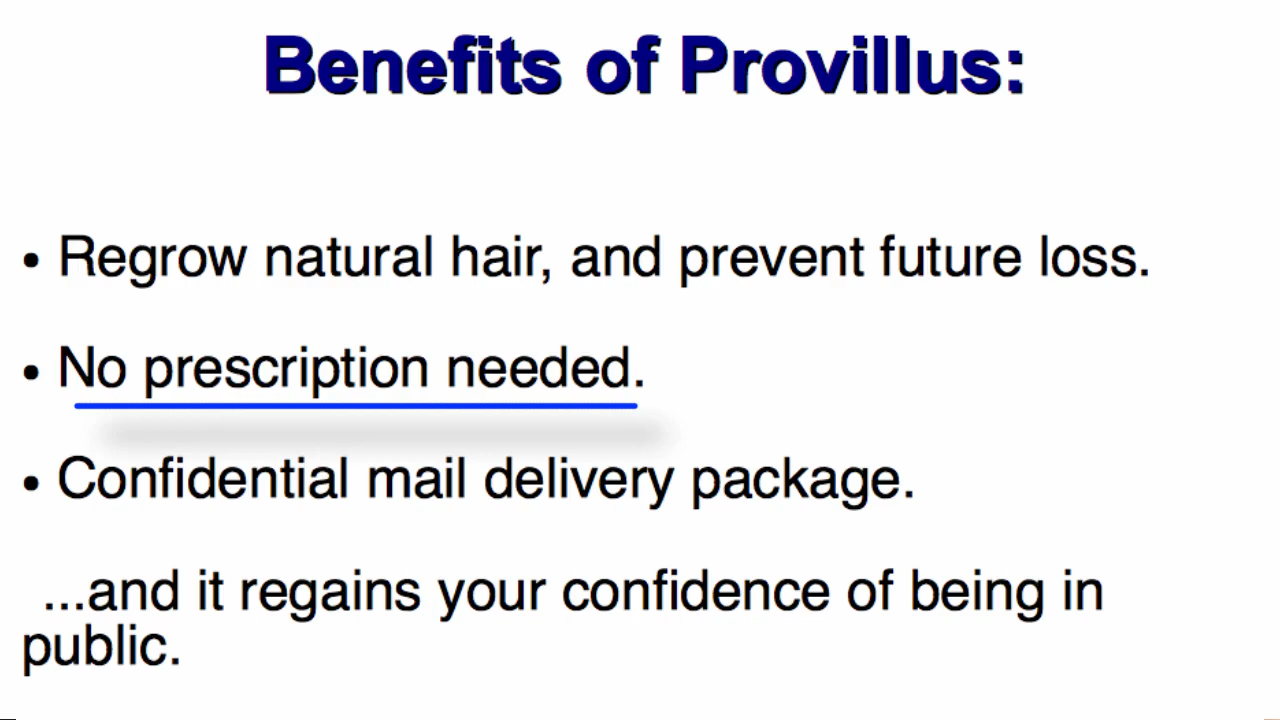 Benefits of Provillus:
• Regrow natural hair, and prevent future loss.
• No prescription needed.
• Confidential mail delivery package.
...and it regains your confidence of being in
public.